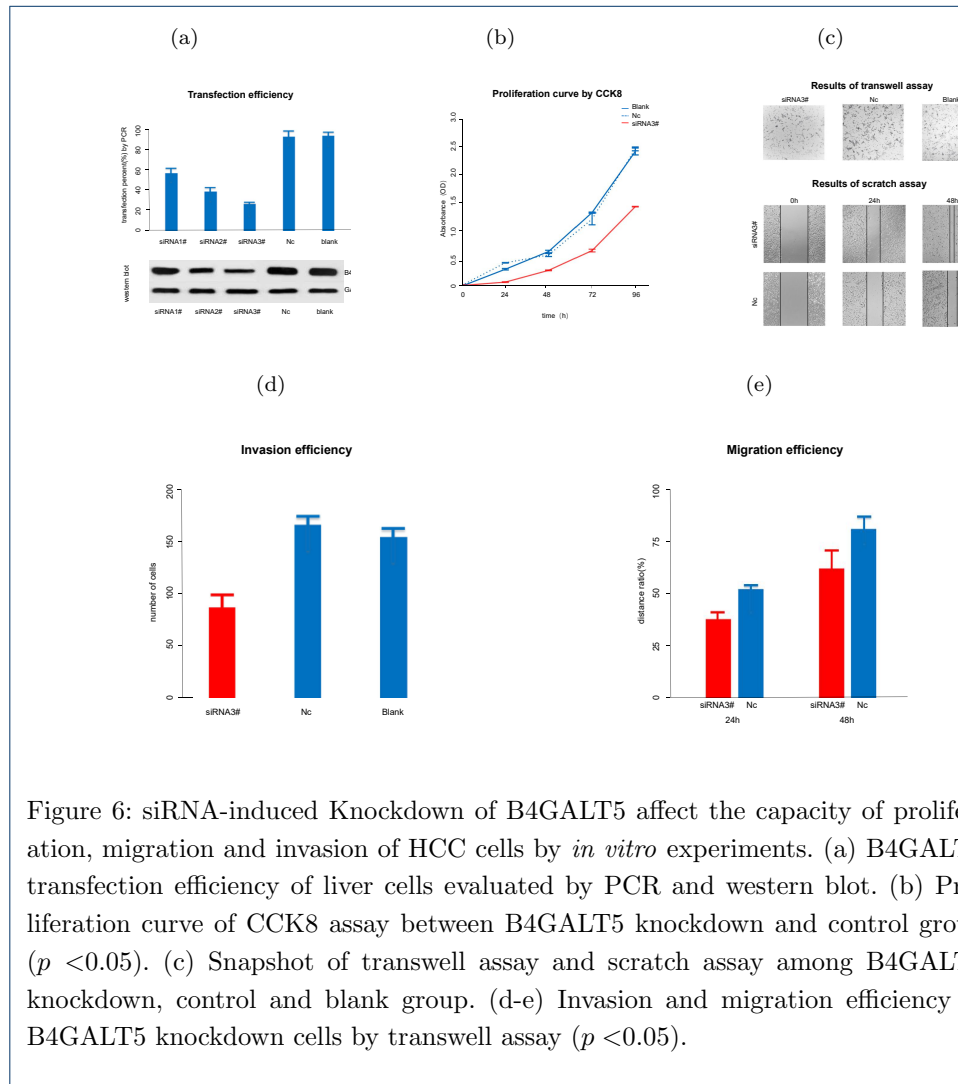 (a)
(b)
(c)
Transfection efficiency
transfection percent(%) by PCR
0 20 40 60 80 100
siRNA1# siRNA2# siRNA3# Nc blank
western blot
B4
siRNA1# siRNA2# siRNA3# Nc blank
Proliferation curve by CCK8
Blank
Nc
siRNA3#
Absorbance (OD)
0 0.5 1.0 1.5 2.0 2.5 3.0
0 24 48 72 96
time (h)
Results of transwell assay
siRNA3# Nc Blank
Results of scratch assay
0h 24h 48h
siRNA3#
Nc
(d)
(e)
Invasion efficiency
number of cells
0 50 100 150 200
siRNA3# Nc Blank
Migration efficiency
distance ratio(%)
0 25 50 75 100
siRNA3# Nc siRNA3# Nc
24h 48h
Figure 6: siRNA-induced Knockdown of B4GALT5 affect the capacity of prolife
ation, migration and invasion of HCC cells by in vitro experiments. (a) B4GALT
transfection efficiency of liver cells evaluated by PCR and western blot. (b) Pr
liferation curve of CCK8 assay between B4GALT5 knockdown and control grou
(p <0.05). (c) Snapshot of transwell assay and scratch assay among B4GALT
knockdown, control and blank group. (d-e) Invasion and migration efficiency
B4GALT5 knockdown cells by transwell assay (p <0.05).